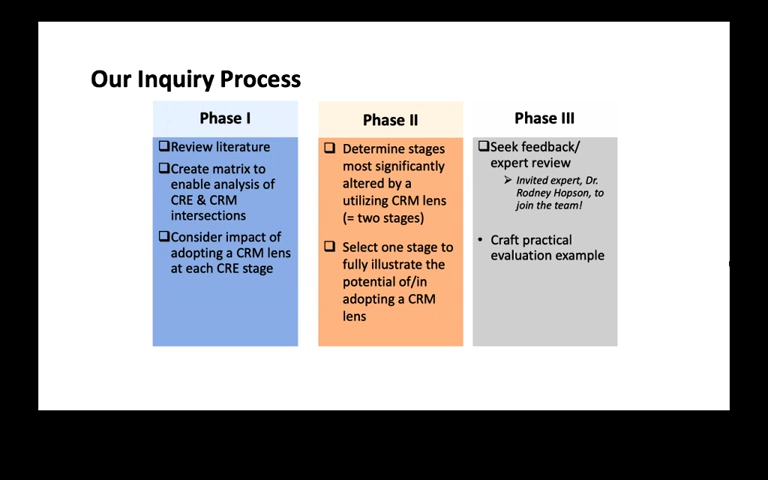 Our Inquiry Process
Phase I
❑Review literature
❑Create matrix to
enable analysis of
CRE & CRM
intersections
❑Consider impact of
adopting a CRM lens
at each CRE stage
Phase II
❑ Determine stages
most significantly
altered by a
utilizing CRM lens
(= two stages)
❑ Select one stage to
fully illustrate the
potential of/in
adopting a CRM
lens
Phase III
❑Seek feedback/
expert review
➢ Invited expert, Dr.
Rodney Hopson, to
join the team!
• Craft practical
evaluation example